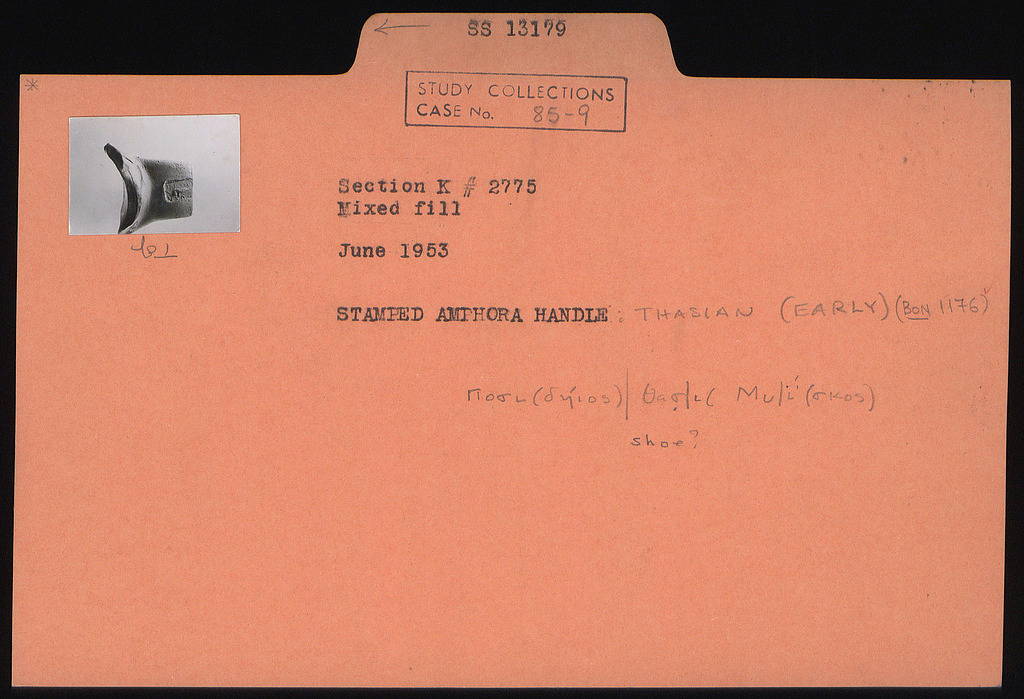 ← SS 13179
*
STUDY COLLECTIONS
CASE No. 85-9
Section K # 2775
Mixed fill
June 1953
STAMPED AMPHORA HANDLE : THASIAN (EARLY) (BON 1176)
Ποσι(δήιος)| Θασ|ι( Μυ|ί(σκος)
shoe?